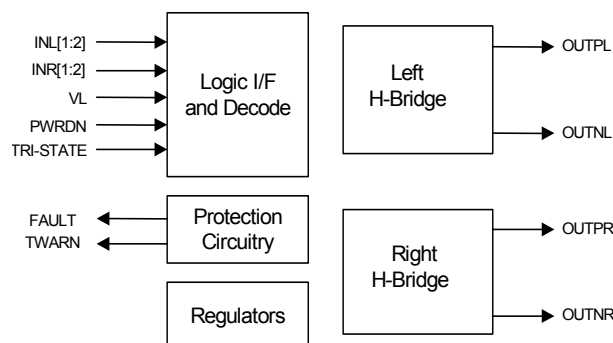 INL[1:2]
INR[1:2]
VL
PWRDN
TRI-STATE
Logic I/F
and Decode
Left
H-Bridge
OUTPL
OUTNL
FAULT
TWARN
Protection
Circuitry
Regulators
Right
H-Bridge
OUTPR
OUTNR